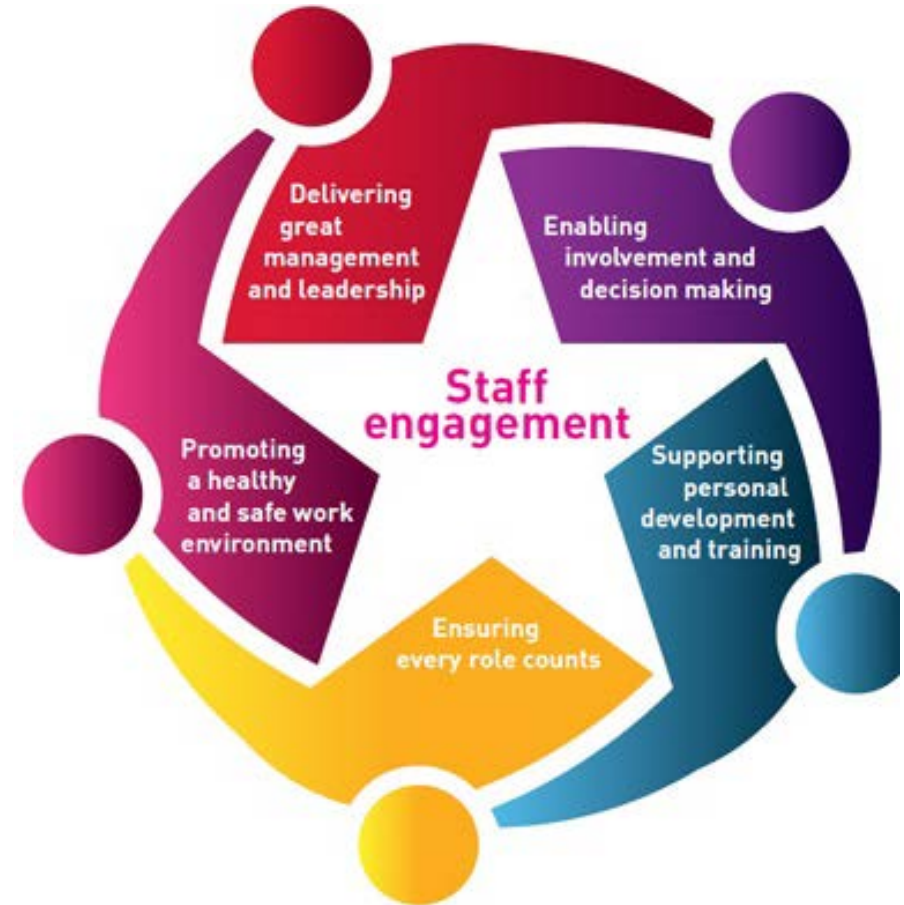 Delivering
great
management
and leadership
Enabling
involvement and
decision making
Staff
engagement
Promoting
a healthy
and safe work
environment
Supporting
personal
development
and training
Ensuring
every role counts